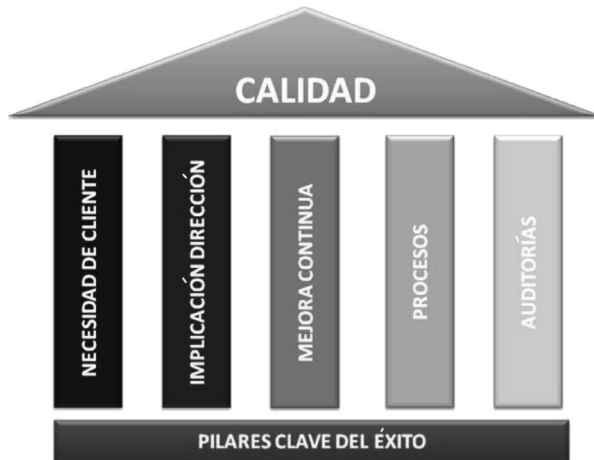 CALIDAD
NECESIDAD DE CLIENTE
IMPLICACIÓN DIRECCIÓN
MEJORA CONTINUA
PROCESOS
AUDITORÍAS
PILARES CLAVE DEL ÉXITO